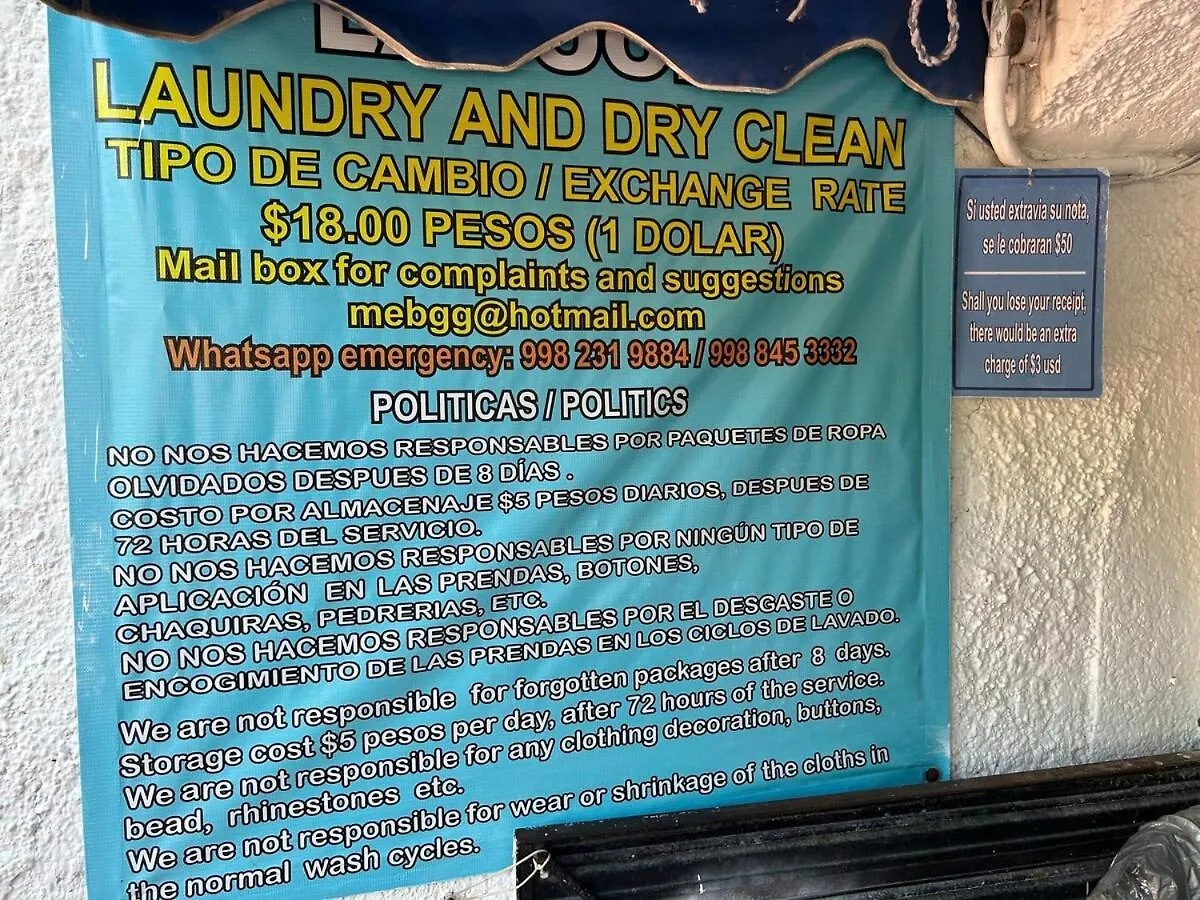 LAUNDRY AND DRY CLEAN
TIPO DE CAMBIO / EXCHANGE RATE
$18.00 PESOS (1 DOLAR)
Mail box for complaints and suggestions
mebgg@hotmail.com
Whatsapp emergency: 998 231 9884 / 998 845 3332
POLITICAS / POLITICS
NO NOS HACEMOS RESPONSABLES POR PAQUETES DE ROPA
OLVIDADOS DESPUES DE 8 DÍAS .
COSTO POR ALMACENAJE $5 PESOS DIARIOS, DESPUES DE
72 HORAS DEL SERVICIO.
NO NOS HACEMOS RESPONSABLES POR NINGÚN TIPO DE
APLICACIÓN EN LAS PRENDAS, BOTONES,
CHAQUIRAS, PEDRERIAS, ETC.
NO NOS HACEMOS RESPONSABLES POR EL DESGASTE O
ENCOGIMIENTO DE LAS PRENDAS EN LOS CICLOS DE LAVADO.
We are not responsible for forgotten packages after 8 days.
Storage cost $5 pesos per day, after 72 hours of the service.
We are not responsible for any clothing decoration, buttons,
bead, rhinestones etc.
We are not responsible for wear or shrinkage of the cloths in
the normal wash cycles.
Si usted extravia su nota,
se le cobraran $50
Shall you lose your receipt,
there would be an extra
charge of $3 usd